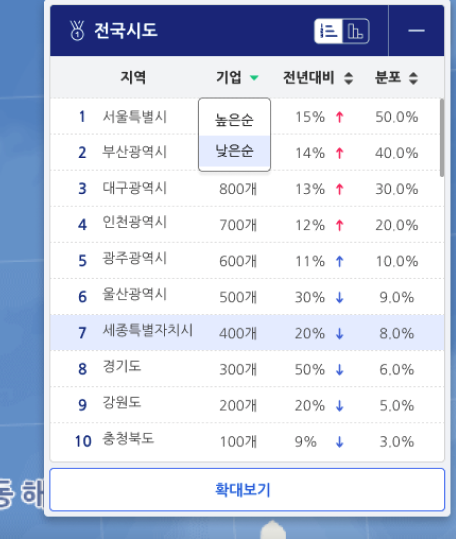 전국시도
지역 기업 전년대비 분포
1 서울특별시 높은순 15% ↑ 50.0%
2 부산광역시 낮은순 14% ↑ 40.0%
3 대구광역시 800개 13% ↑ 30.0%
4 인천광역시 700개 12% ↑ 20.0%
5 광주광역시 600개 11% ↑ 10.0%
6 울산광역시 500개 30% ↓ 9.0%
7 세종특별자치시 400개 20% ↓ 8.0%
8 경기도 300개 50% ↓ 6.0%
9 강원도 200개 20% ↓ 5.0%
10 충청북도 100개 9% ↓ 3.0%
동 해
확대보기